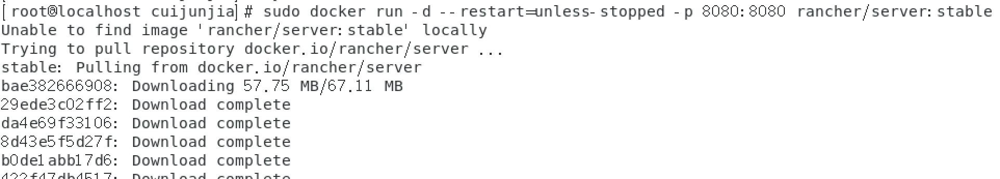 [root@localhost cuijunjia]# sudo docker run -d --restart=unless-stopped -p 8080:8080 rancher/server:stable
Unable to find image 'rancher/server:stable' locally
Trying to pull repository docker.io/rancher/server ...
stable: Pulling from docker.io/rancher/server
bae382666908: Downloading 57.75 MB/67.11 MB
29ede3c02ff2: Download complete
da4e69f33106: Download complete
8d43e5f5d27f: Download complete
b0de1abb17d6: Download complete
422f47db4517: Download complete